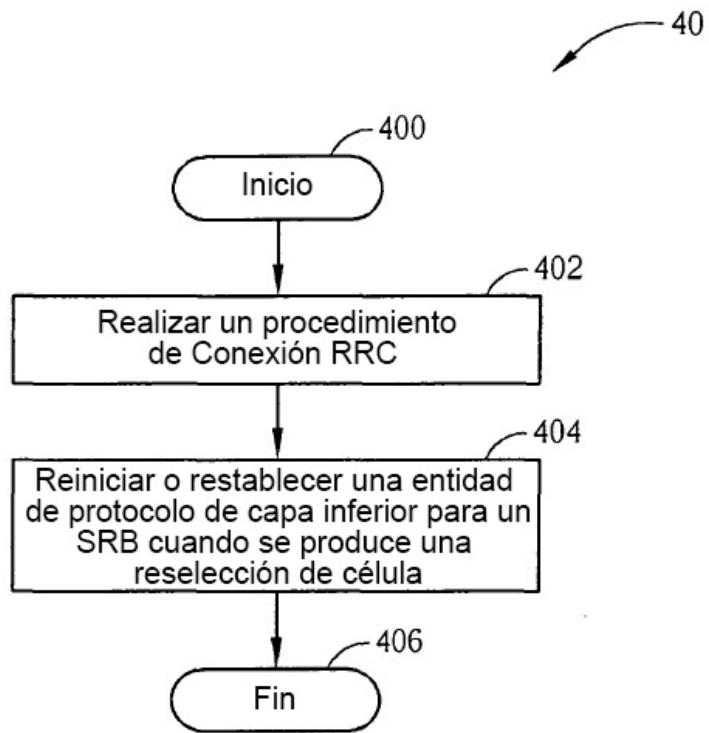 40
400
Inicio
402
Realizar un procedimiento
de Conexión RRC
404
Reiniciar o restablecer una entidad
de protocolo de capa inferior para un
SRB cuando se produce una
reselección de célula
406
Fin